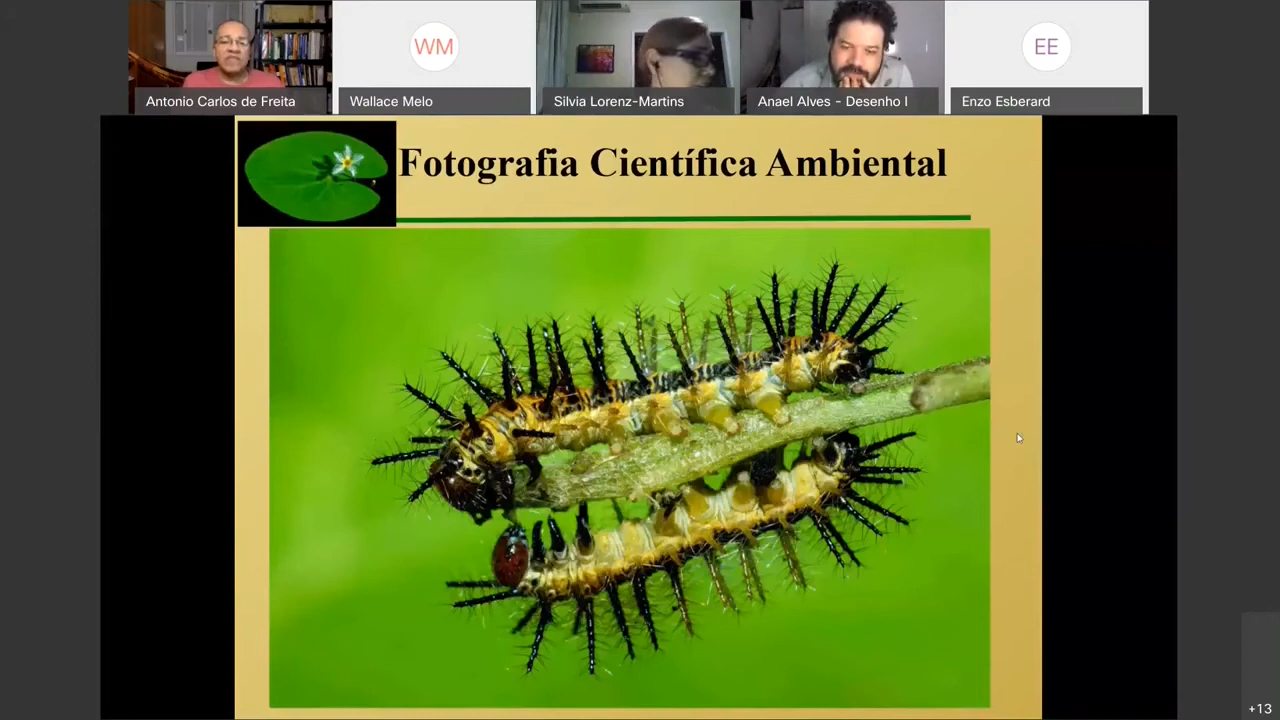 WM
EE
Antonio Carlos de Freita
Wallace Melo
Silvia Lorenz-Martins
Anael Alves - Desenho I
Enzo Esberard
Fotografia Científica Ambiental
+13